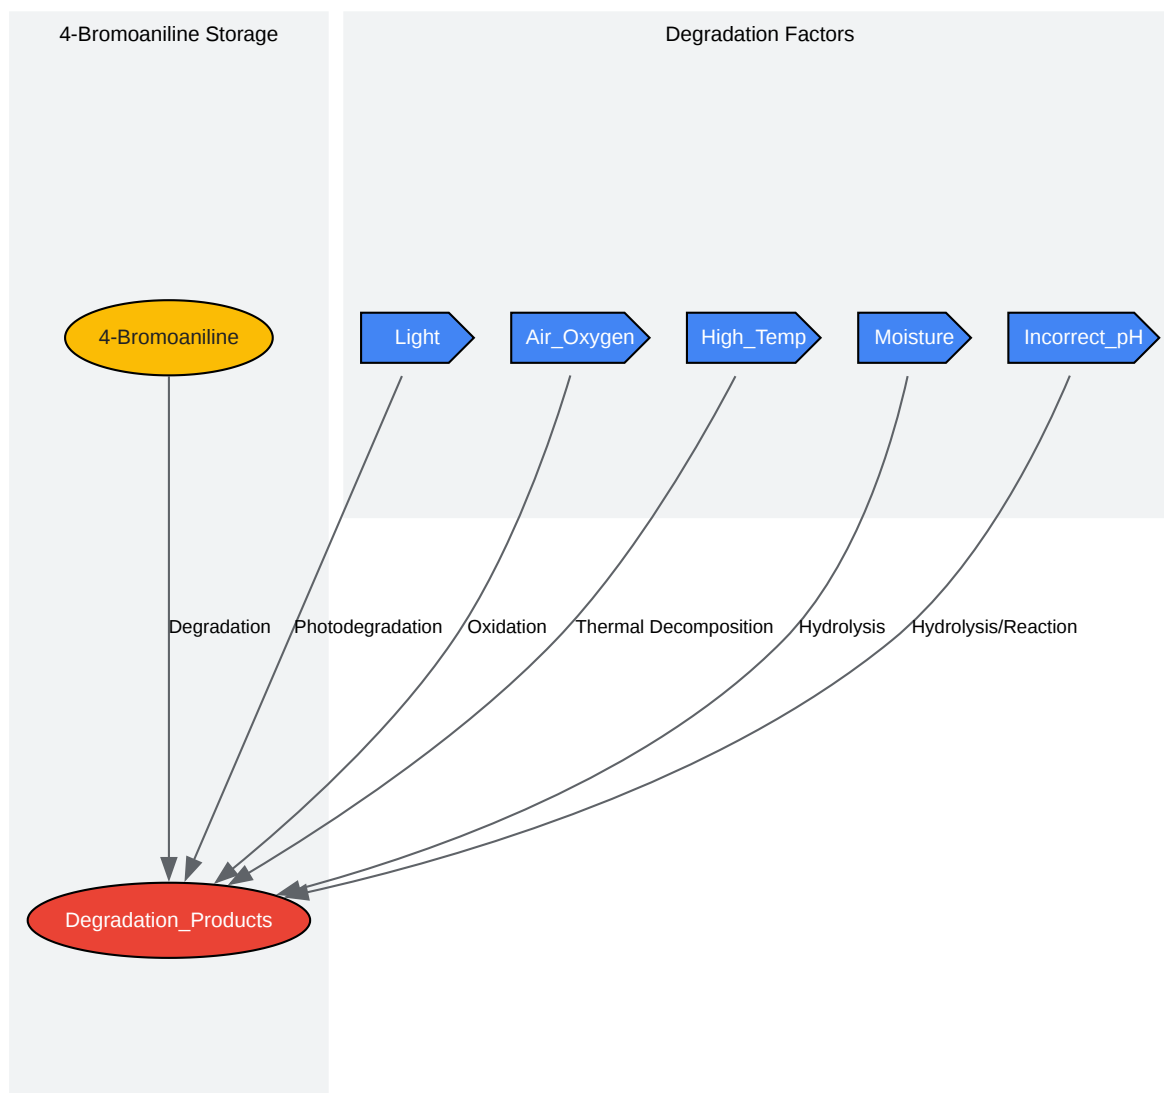 4-Bromoaniline Storage
Degradation Factors
4-Bromoaniline
Light
Air_Oxygen
High_Temp
Moisture
Incorrect_pH
Degradation
Photodegradation
Oxidation
Thermal Decomposition
Hydrolysis
Hydrolysis/Reaction
Degradation_Products